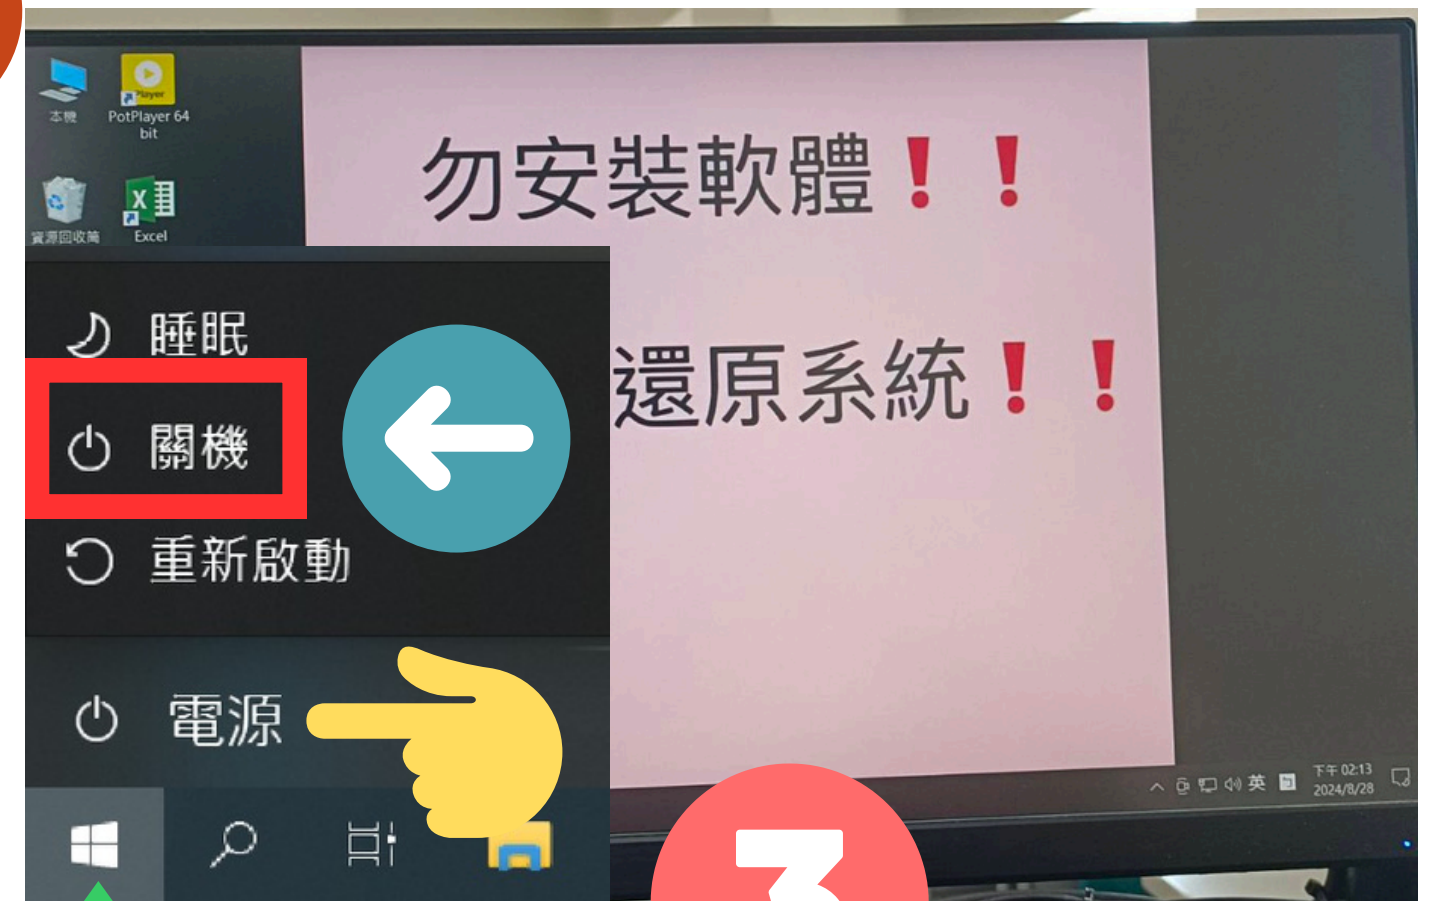 本機
PotPlayer 64
bit
資源回收筒
Excel
勿安裝軟體❗❗
還原系統❗❗
睡眠
關機
重新啟動
電源
英
下午 02:13
2024/8/28
3